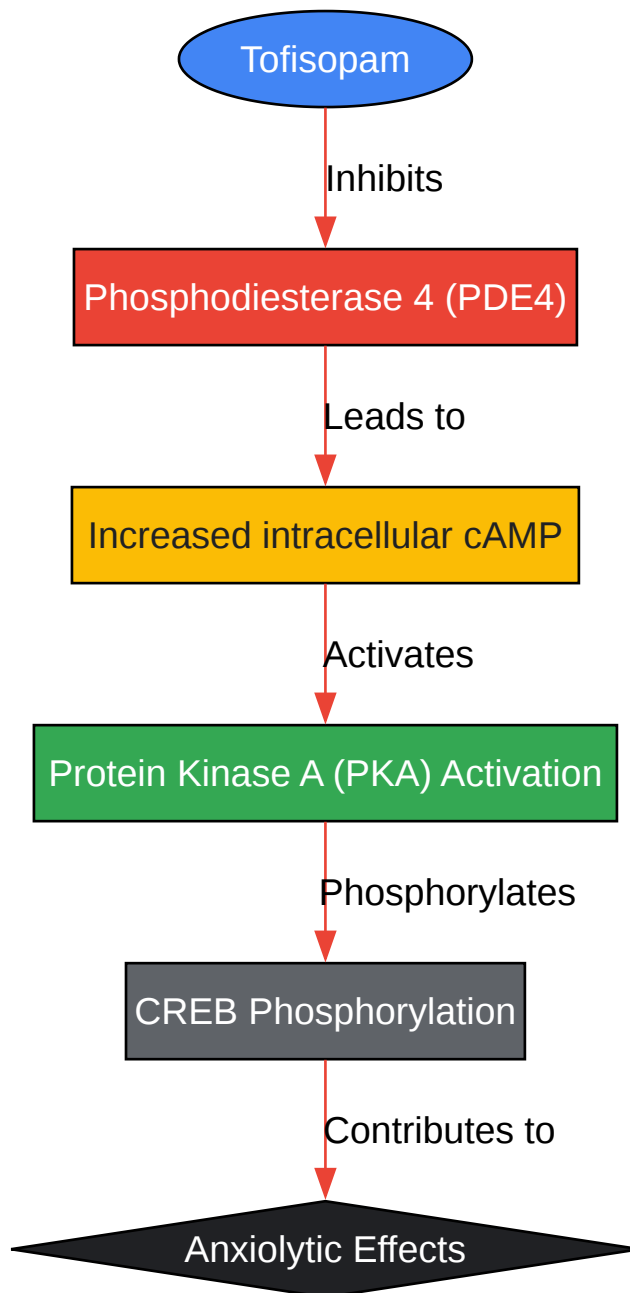 Tofisopam
Inhibits
Phosphodiesterase 4 (PDE4)
Leads to
Increased intracellular cAMP
Activates
Protein Kinase A (PKA) Activation
Phosphorylates
CREB Phosphorylation
Contributes to
Anxiolytic Effects